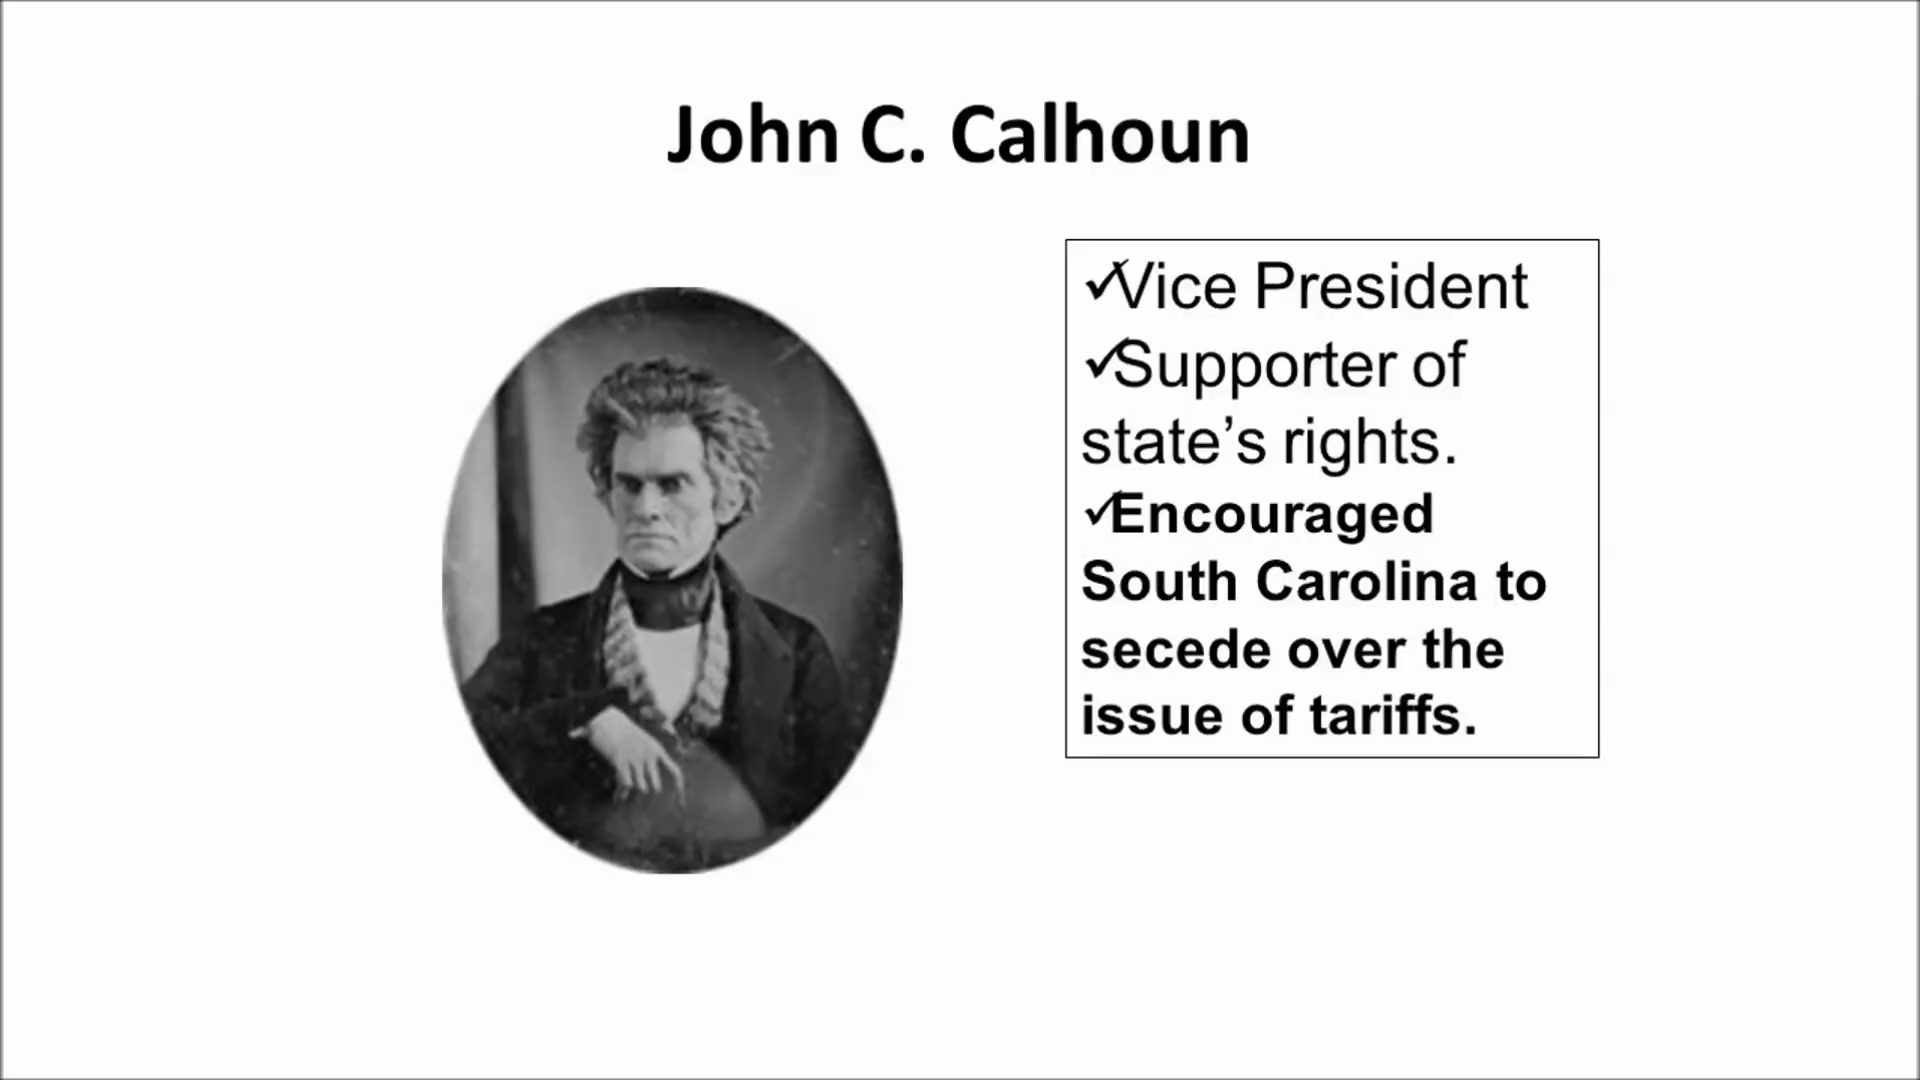 John C. Calhoun
✓Vice President
✓Supporter of
state’s rights.
✓Encouraged
South Carolina to
secede over the
issue of tariffs.